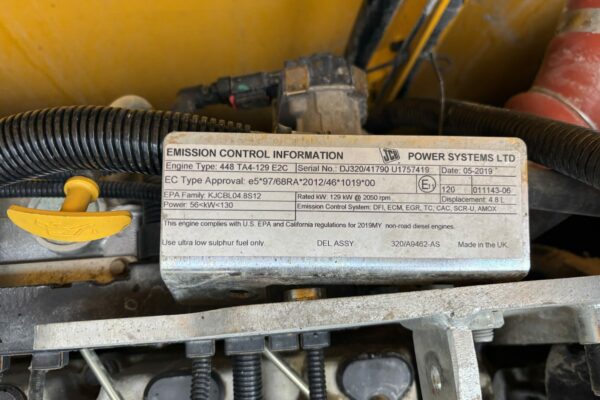 EMISSION CONTROL INFORMATION JCB POWER SYSTEMS LTD
Engine Type: 448 TA4-129 E2C Serial No.: DJ320/41790 U1757419 Date: 05-2019
EC Type Approval: e5*97/68RA*2012/46*1019*00 120 011143-06
EPA Family: KJCBL04.8S12 Rated kW: 129 kW @ 2050 rpm Displacement: 4.8 L
Power: 56<kW<130 Emission Control System: DFI, ECM, EGR, TC, CAC, SCR-U, AMOX
This engine complies with U.S. EPA and California regulations for 2019MY non-road diesel engines.
Use ultra low sulphur fuel only. DEL ASSY 320/A9462-AS Made in the UK